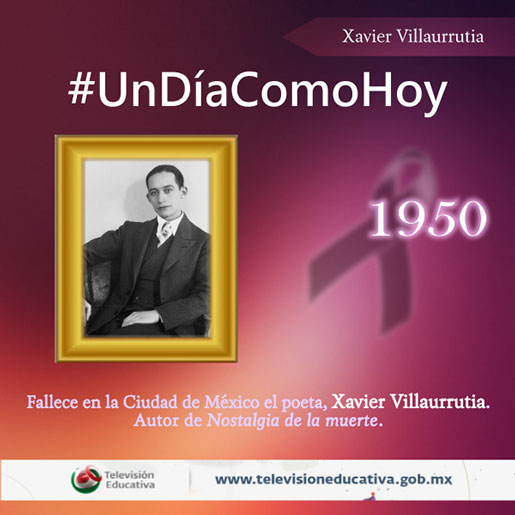 Xavier Villaurrutia
#UnDíaComoHoy
1950
Fallece en la Ciudad de México el poeta, Xavier Villaurrutia.
Autor de Nostalgia de la muerte.
Televisión
Educativa
www.televisioneducativa.gob.mx